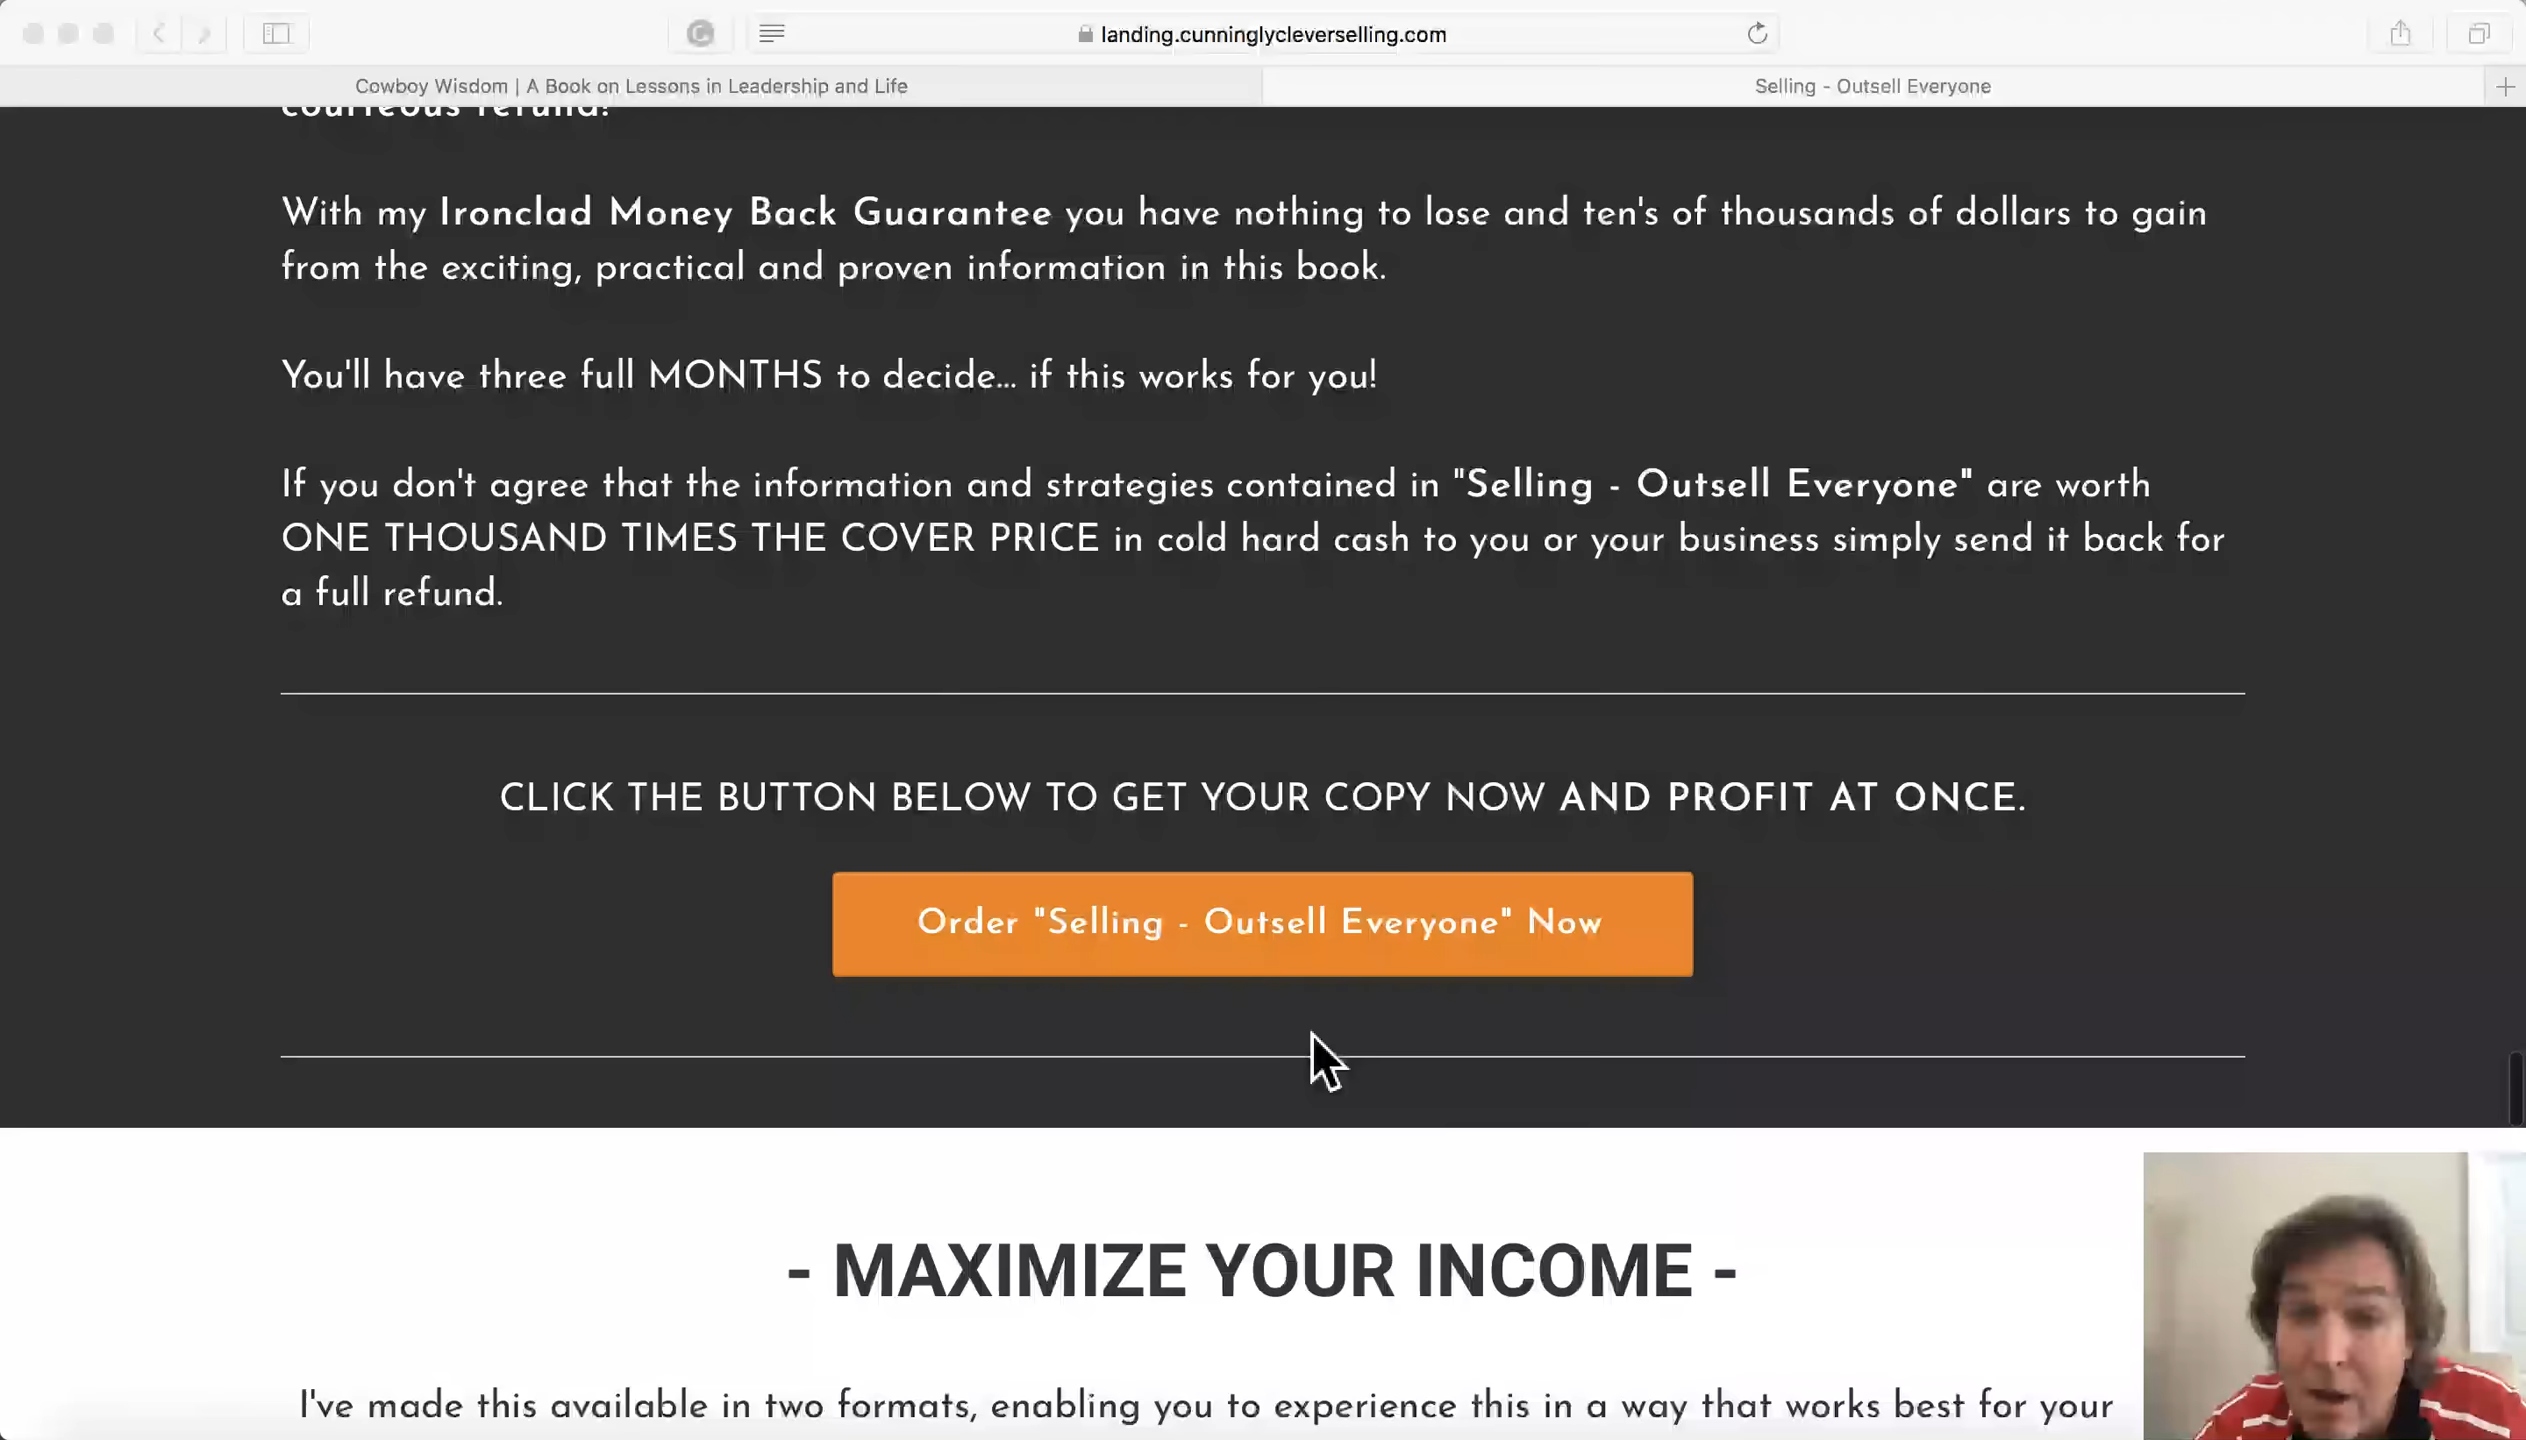 landing.cunninglycleverselling.com
Cowboy Wisdom | A Book on Lessons in Leadership and Life
Selling - Outsell Everyone
courteous refund!
With my Ironclad Money Back Guarantee you have nothing to lose and ten's of thousands of dollars to gain
from the exciting, practical and proven information in this book.
You'll have three full MONTHS to decide... if this works for you!
If you don't agree that the information and strategies contained in "Selling - Outsell Everyone" are worth
ONE THOUSAND TIMES THE COVER PRICE in cold hard cash to you or your business simply send it back for
a full refund.
CLICK THE BUTTON BELOW TO GET YOUR COPY NOW AND PROFIT AT ONCE.
Order "Selling - Outsell Everyone" Now
- MAXIMIZE YOUR INCOME -
I've made this available in two formats, enabling you to experience this in a way that works best for your